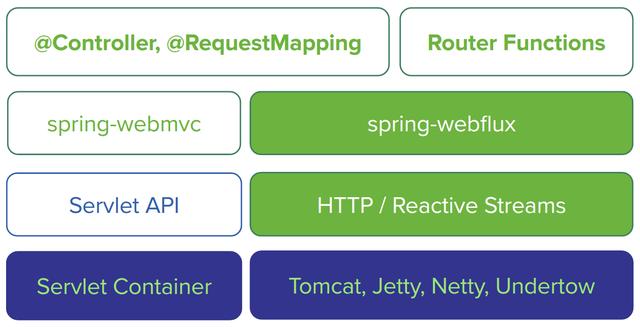 @Controller, @RequestMapping
Router Functions
spring-webmvc
spring-webflux
Servlet API
HTTP / Reactive Streams
Servlet Container
Tomcat, Jetty, Netty, Undertow